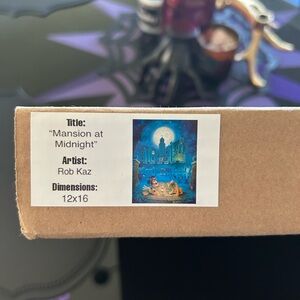 Title:
"Mansion at
Midnight"
Artist:
Rob Kaz
Dimensions:
12x16